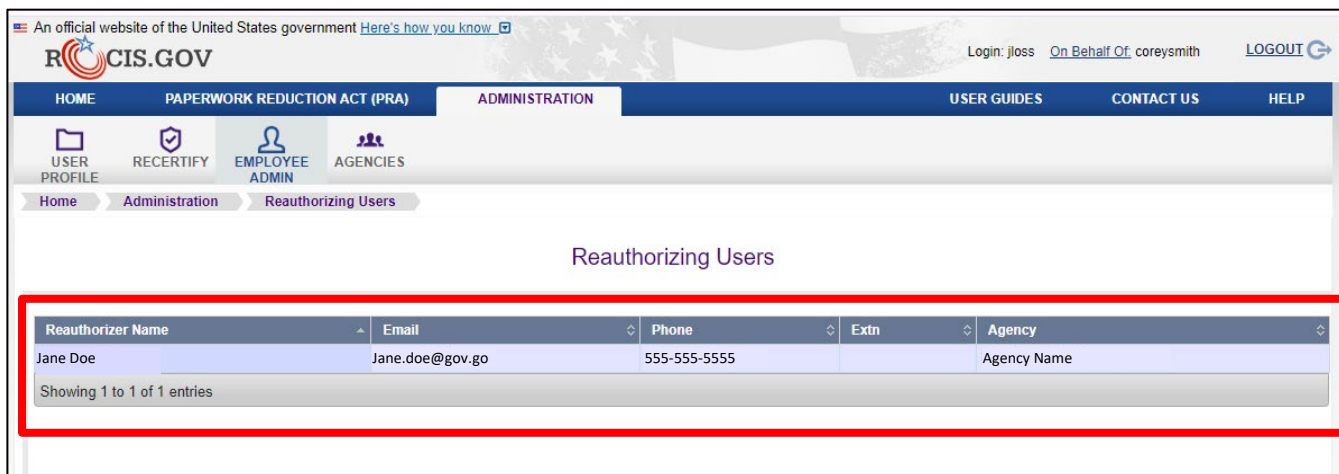 An official website of the United States government Here's how you know
ROCIS.GOV
Login: jloss On Behalf Of: coreysmith LOGOUT
HOME PAPERWORK REDUCTION ACT (PRA) ADMINISTRATION USER GUIDES CONTACT US HELP
USER PROFILE RECERTIFY EMPLOYEE ADMIN AGENCIES
Home Administration Reauthorizing Users
Reauthorizing Users
Reauthorizer Name Email Phone Extn Agency
Jane Doe Jane.doe@gov.go 555-555-5555 Agency Name
Showing 1 to 1 of 1 entries